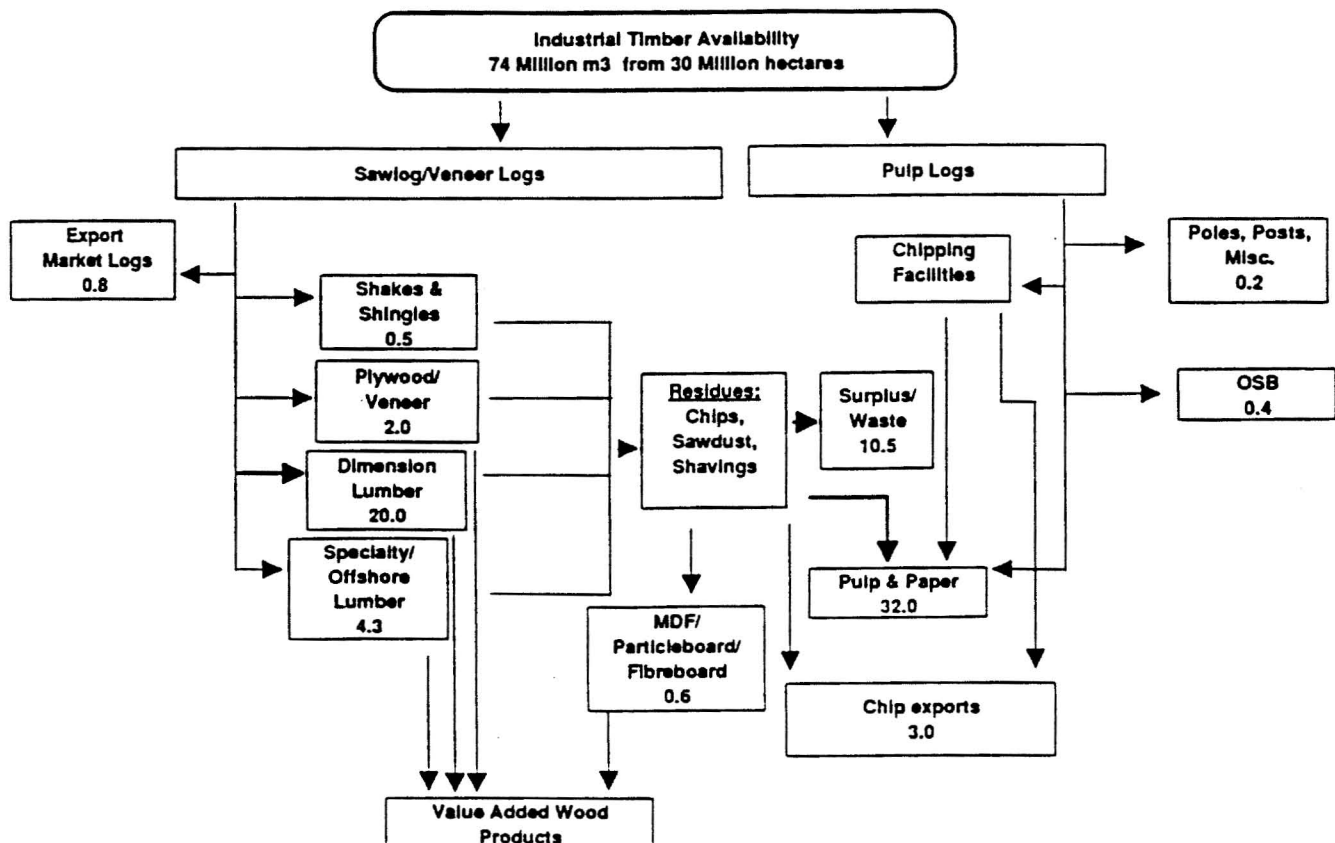 Industrial Timber Availability
74 Million m3 from 30 Million hectares
Sawlog/Veneer Logs
Pulp Logs
Export
Market Logs
0.8
Shakes &
Shingles
0.5
Plywood/
Veneer
2.0
Dimension
Lumber
20.0
Specialty/
Offshore
Lumber
4.3
Residues:
Chips,
Sawdust,
Shavings
Surplus/
Waste
10.5
Chipping
Facilities
Poles, Posts,
Misc.
0.2
OSB
0.4
Pulp & Paper
32.0
MDF/
Particleboard/
Fibreboard
0.6
Chip exports
3.0
Value Added Wood
Products